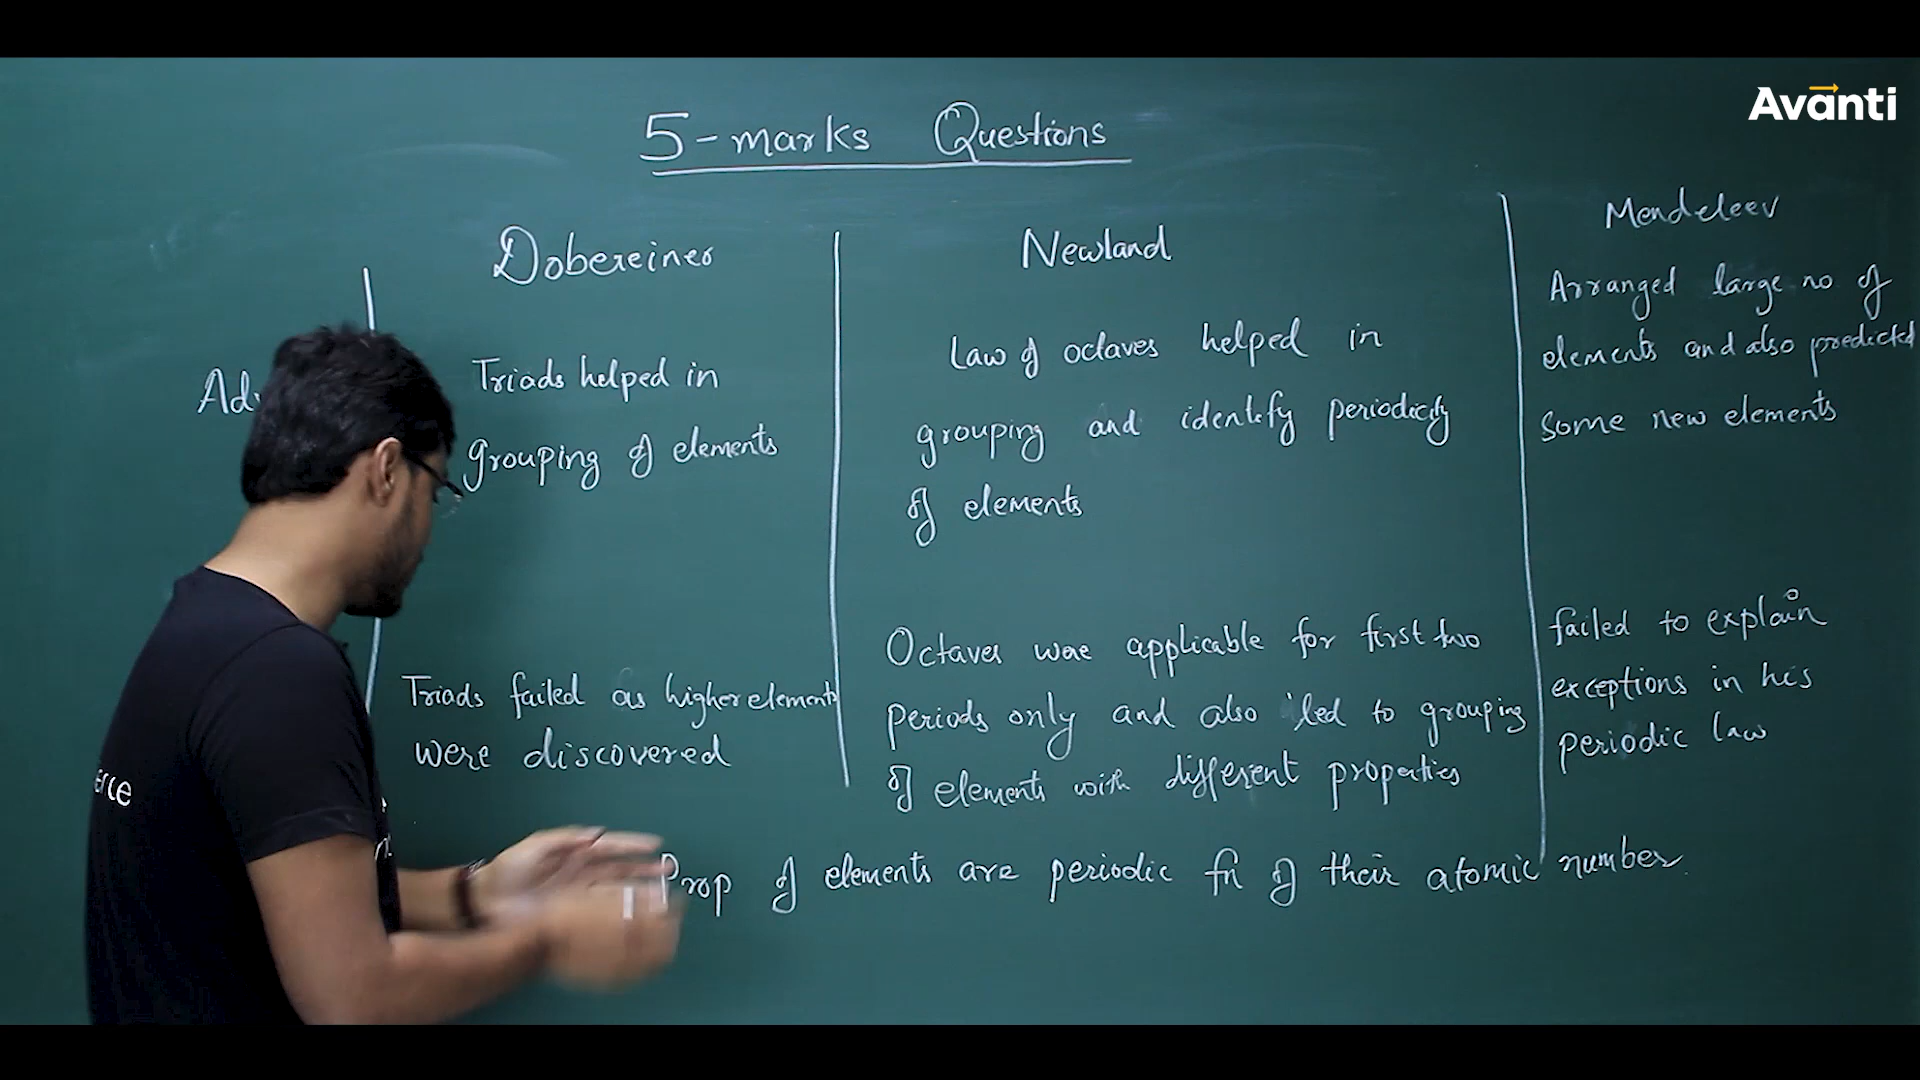 Avanti
5-marks Questions
Dobereiner
Triads helped in
grouping of elements
Triads failed as higher elements
were discovered
Newland
Law of octaves helped in
grouping and identify periodicity
of elements
Octaves were applicable for first two
periods only and also led to grouping
of elements with different properties
Mendeleev
Arranged large no of
elements and also predicted
some new elements
failed to explain
exceptions in his
periodic law
Prop of elements are periodic fn of their atomic number.